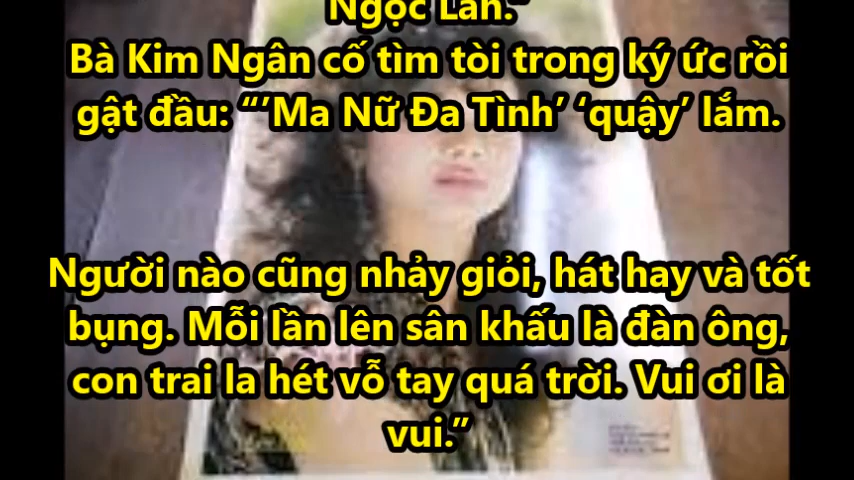 Ngọc Lan.
Bà Kim Ngân cố tìm tòi trong ký ức rồi
gật đầu: “’Ma Nữ Đa Tình’ ‘quậy’ lắm.
Người nào cũng nhảy giỏi, hát hay và tốt
bụng. Mỗi lần lên sân khấu là đàn ông,
con trai la hét vỗ tay quá trời. Vui ơi là
vui.”